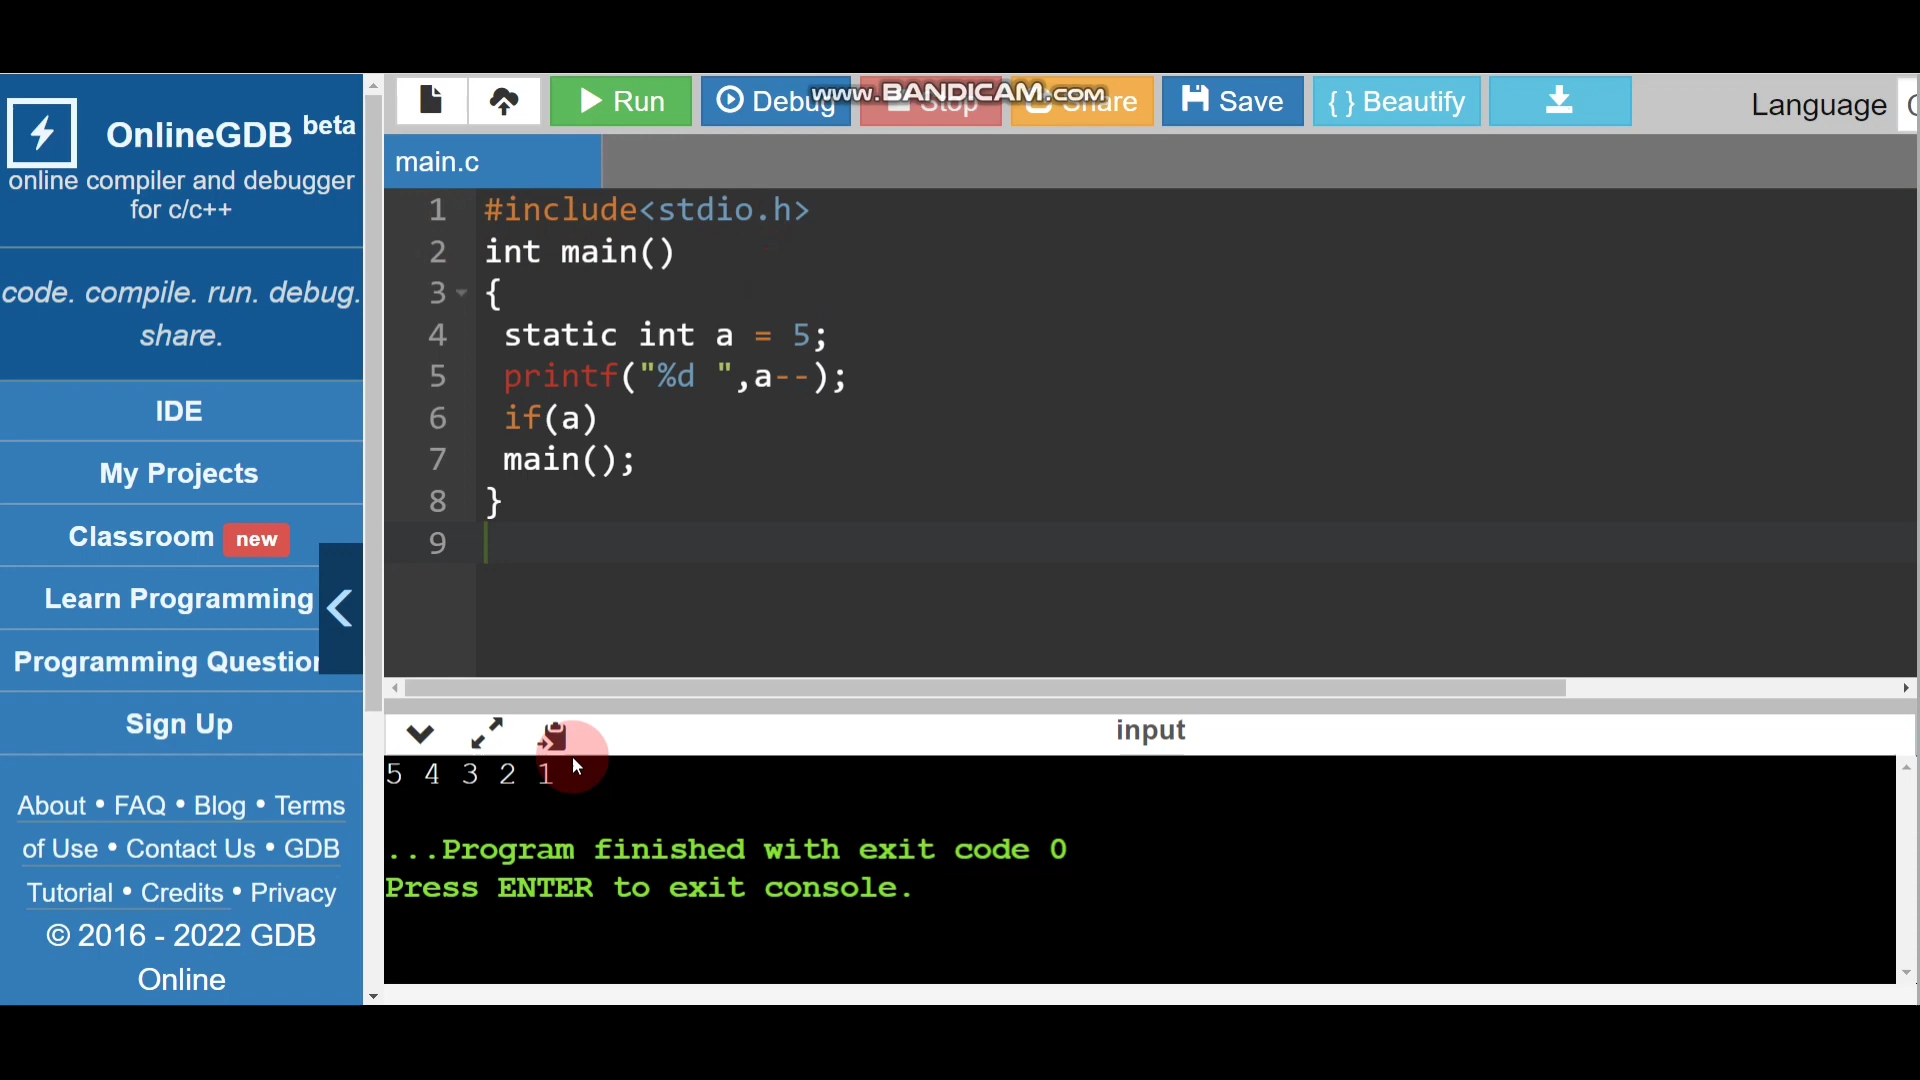 OnlineGDB beta
online compiler and debugger
for c/c++
code. compile. run. debug.
share.
IDE
My Projects
Classroom new
Learn Programming
Programming
Sign Up
About • FAQ • Blog • Terms
of Use • Contact Us • GDB
Tutorial • Credits • Privacy
© 2016 - 2022 GDB
Online
Run Debug Stop Share Save { } Beautify Language
www.BANDICAM.com
main.c
1 #include<stdio.h>
2 int main()
3 {
4 static int a = 5;
5 printf("%d ",a--);
6 if(a)
7 main();
8 }
9
input
5 4 3 2 1
...Program finished with exit code 0
Press ENTER to exit console.